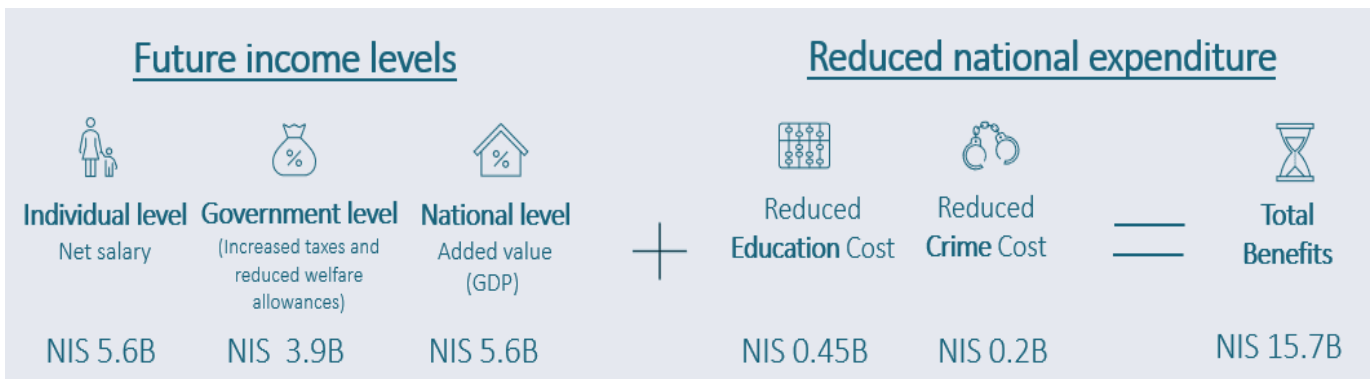 Future income levels
Reduced national expenditure
%
%
Individual level
Net salary
NIS 5.6B
Government level
(Increased taxes and
reduced welfare
allowances)
NIS 3.9B
National level
Added value
(GDP)
NIS 5.6B
+
Reduced
Education Cost
NIS 0.45B
Reduced
Crime Cost
NIS 0.2B
=
Total
Benefits
NIS 15.7B